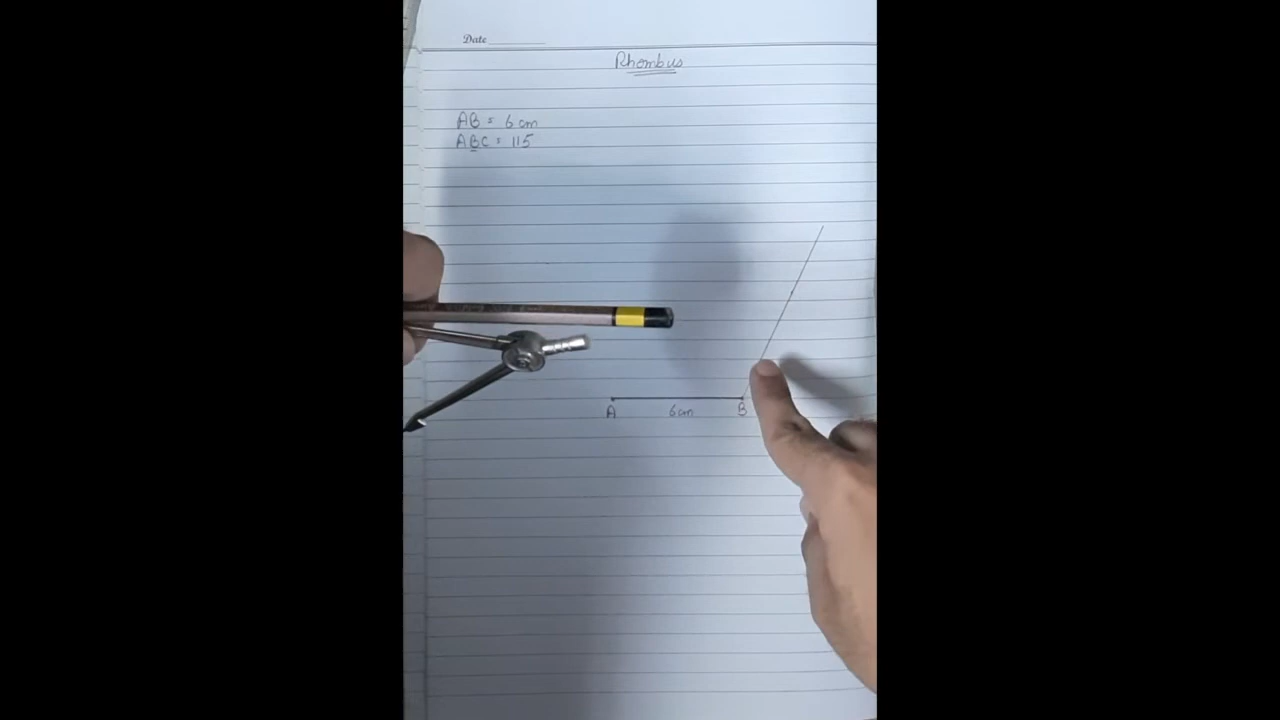 Date
Rhombus
AB = 6 cm
ABC = 115
A 6cm B